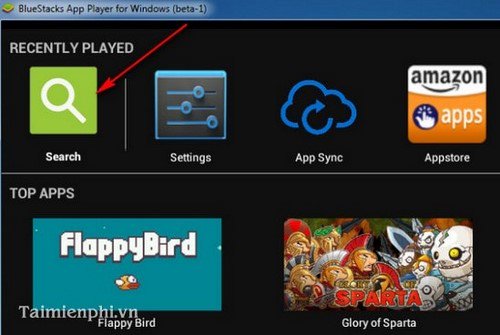 BlueStacks App Player for Windows (beta-1)
RECENTLY PLAYED
amazon
apps
Search
Settings
App Sync
Appstore
TOP APPS
FlappyBird
GLORY OF
SPARTA
Taimienphi.vn
Flappy Bird
Glory of Sparta